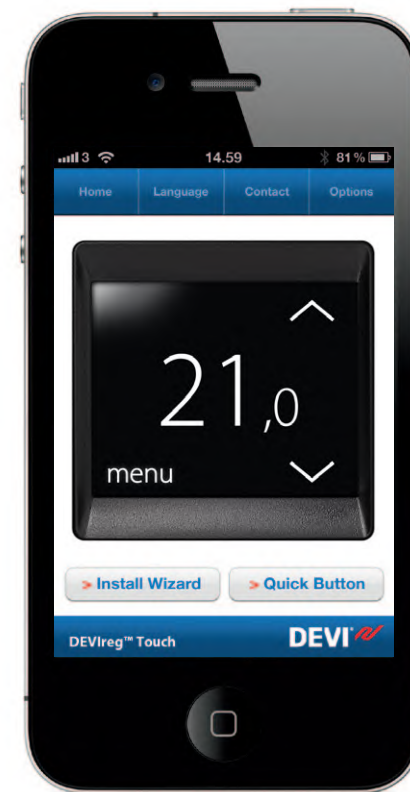 3 14.59 81 %
Home Language Contact Options
21,0
menu
> Install Wizard > Quick Button
DEVIreg™ Touch DEVI®